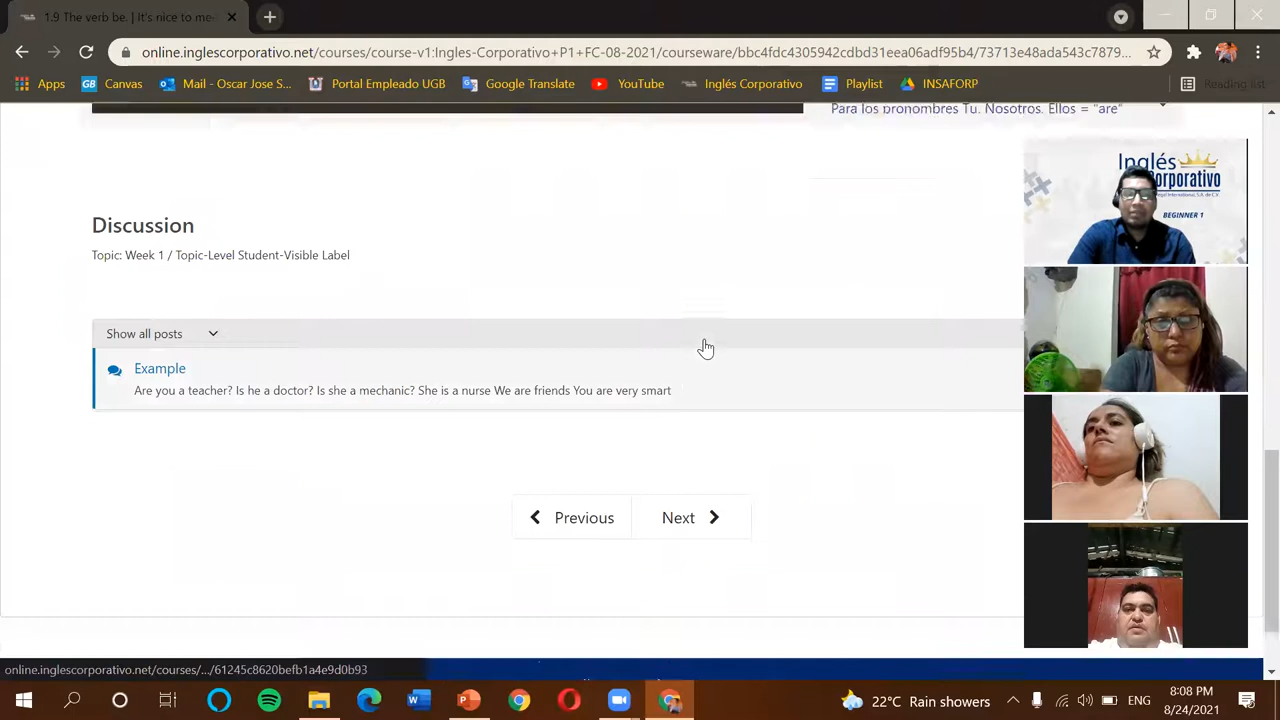 1.9 The verb be. | It's nice to me
online.inglescorporativo.net/courses/course-v1:Ingles-Corporativo+P1+FC-08-2021/courseware/bbc4fdc4305942cdbd31eea06adf95b4/73713e48ada543c7879...
Apps GB Canvas Mail - Oscar Jose S... Portal Empleado UGB Google Translate YouTube Inglés Corporativo Playlist INSAFORP Reading list
Para los pronombres Tu. Nosotros. Ellos = "are"
Inglés
Corporativo
BEGINNER 1
Discussion
Topic: Week 1 / Topic-Level Student-Visible Label
Show all posts
Example
Are you a teacher? Is he a doctor? Is she a mechanic? She is a nurse We are friends You are very smart
Previous Next
online.inglescorporativo.net/courses/.../61245c8620befb1a4e9d0b93
22°C Rain showers ENG 8:08 PM
8/24/2021